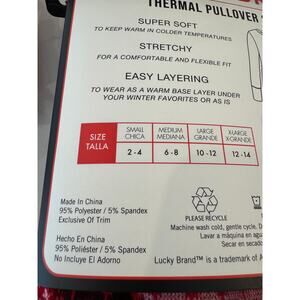 THERMAL PULLOVER
SUPER SOFT
TO KEEP WARM IN COLDER TEMPERATURES
STRETCHY
FOR A COMFORTABLE AND FLEXIBLE FIT
EASY LAYERING
TO WEAR AS A WARM BASE LAYER UNDER
YOUR WINTER FAVORITES OR AS IS
SIZE
TALLA
SMALL
CHICA
MEDIUM
MEDIANA
LARGE
GRANDE
X-LARGE
X-GRANDE
2-4
6-8
10-12
12-14
Made In China
95% Polyester / 5% Spandex
Exclusive Of Trim
Hecho En China
95% Poliéster / 5% Spandex
No Incluye El Adorno
PLEASE RECYCLE
Machine wash cold, gentle cycle. D
Lavar a máquina en agu
Secar en secado
Lucky Brand™ is a trademark of